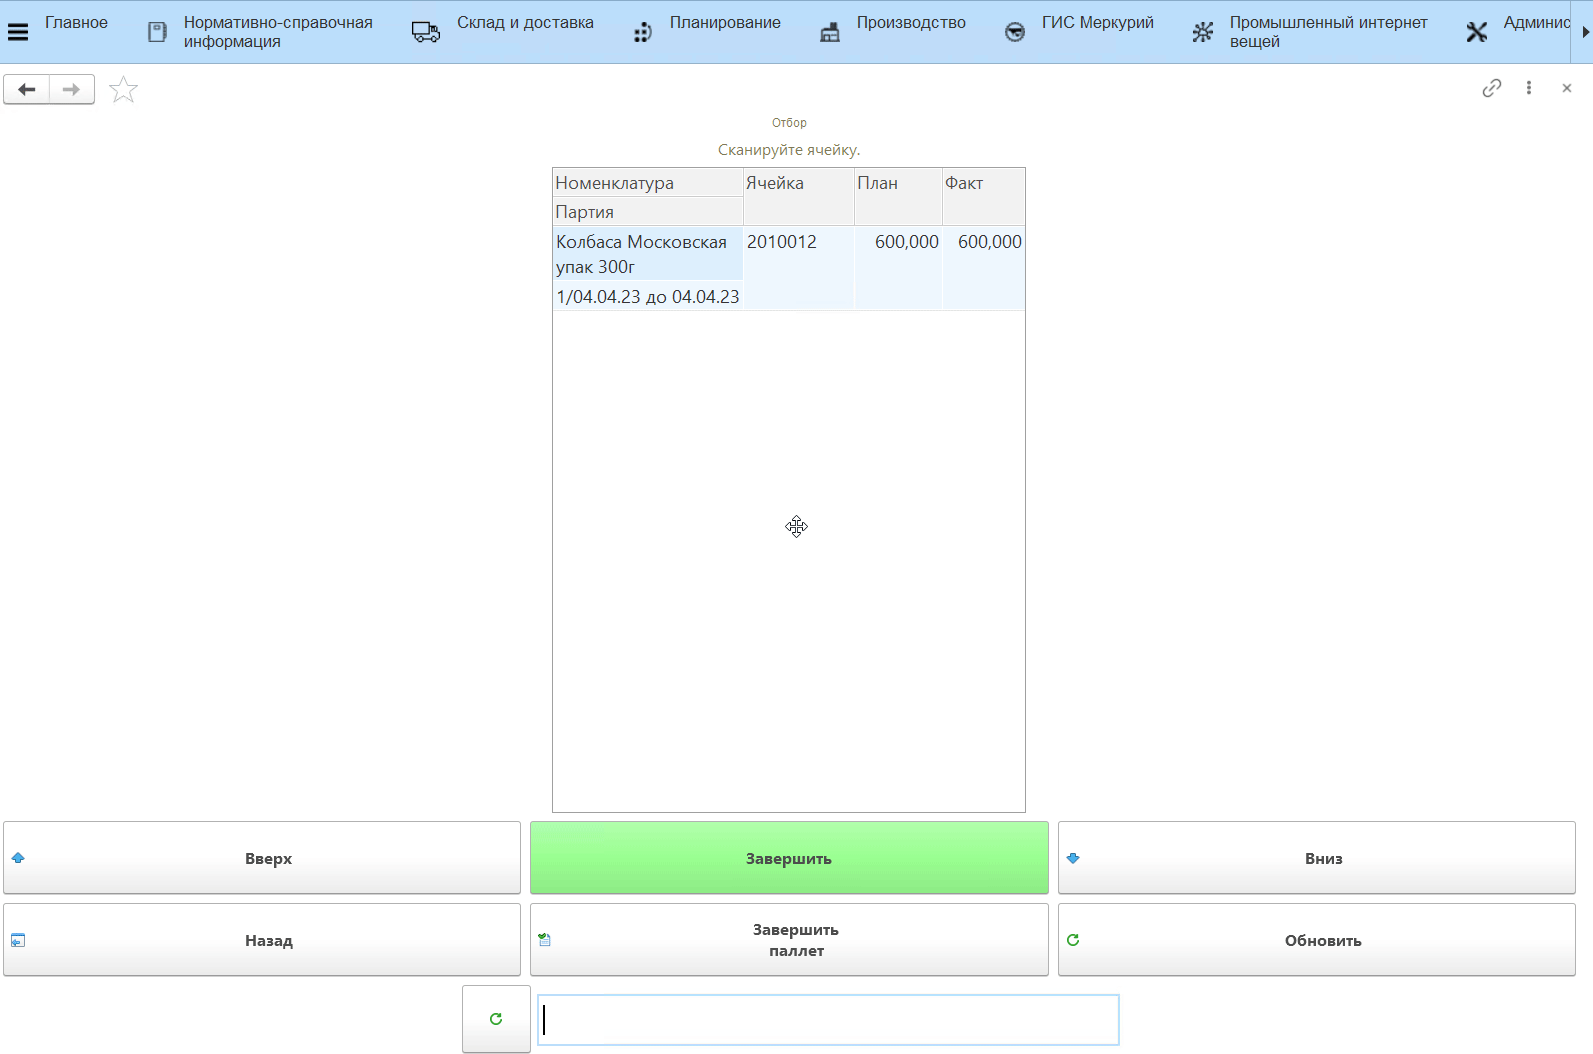 Главное
Нормативно-справочная
информация
Склад и доставка
Планирование
Производство
ГИС Меркурий
Промышленный интернет
вещей
Админис
Отбор
Сканируйте ячейку.
Номенклатура
Партия
Ячейка
План
Факт
Колбаса Московская
упак 300г
1/04.04.23 до 04.04.23
2010012
600,000
600,000
Вверх
Завершить
Вниз
Назад
Завершить
паллет
Обновить